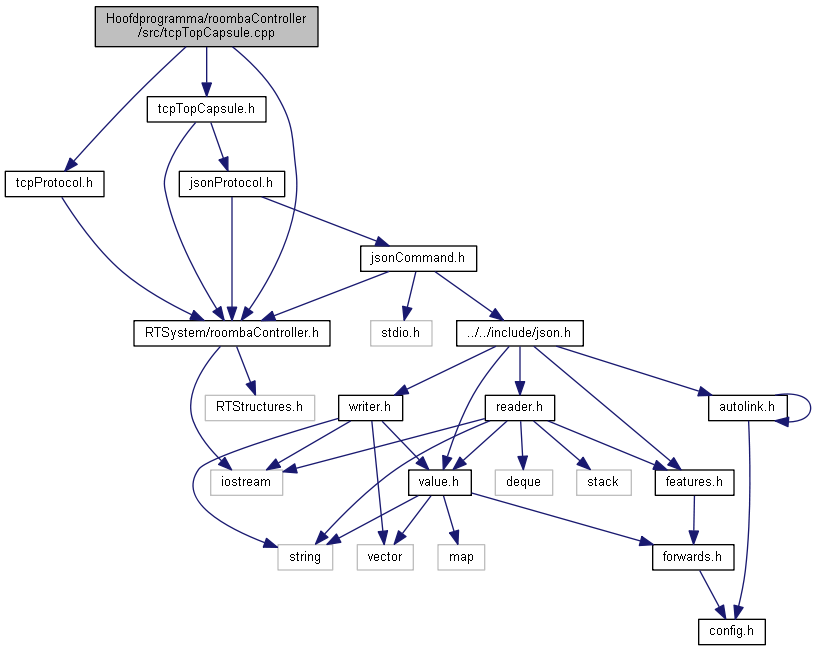 Hoofdprogramma/roombaController
/src/tcpTopCapsule.cpp
tcpTopCapsule.h
tcpProtocol.h
jsonProtocol.h
jsonCommand.h
RTSystem/roombaController.h
stdio.h
../../include/json.h
RTStructures.h
writer.h
reader.h
autolink.h
iostream
value.h
deque
stack
features.h
string
vector
map
forwards.h
config.h